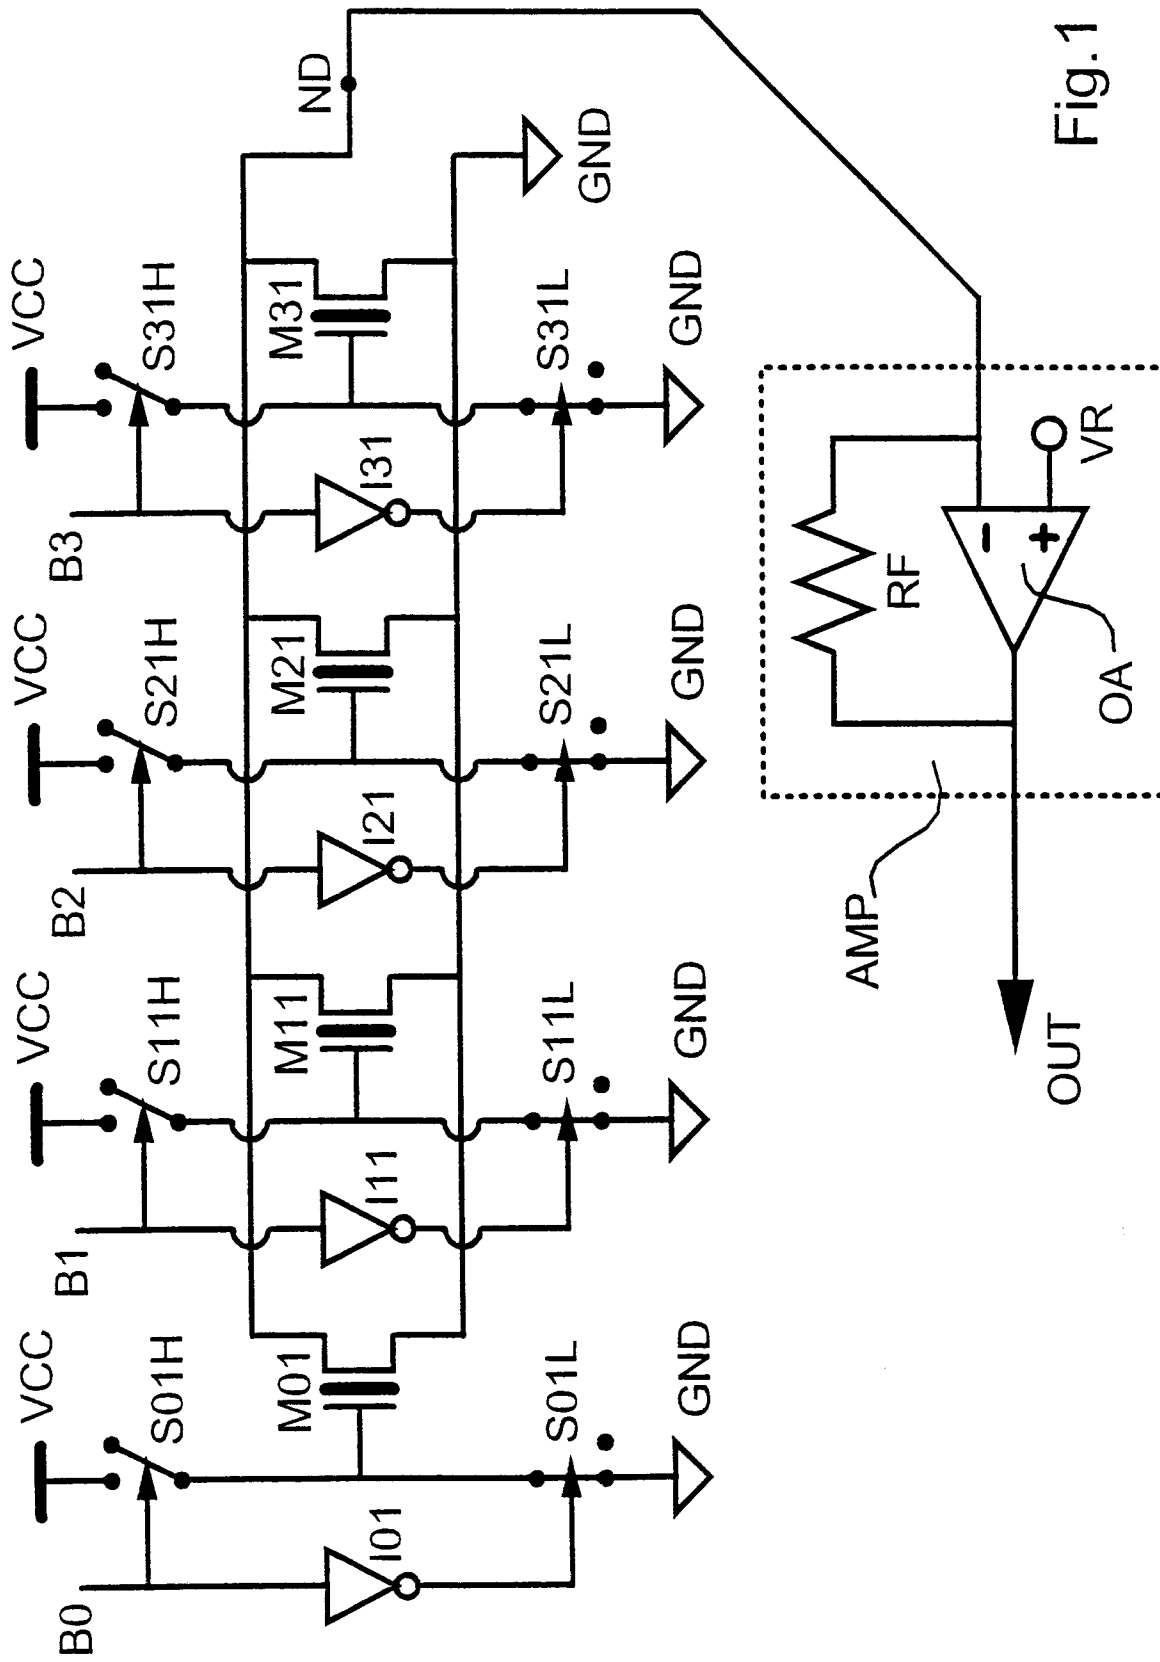 VCC
VCC
VCC
VCC
B0
B1
B2
B3
S01H
S11H
S21H
S31H
ND
M01
M11
M21
M31
I01
I11
I21
I31
S01L
S11L
S21L
S31L
GND
GND
GND
GND
GND
AMP
RF
−
+
VR
OA
OUT
Fig.1